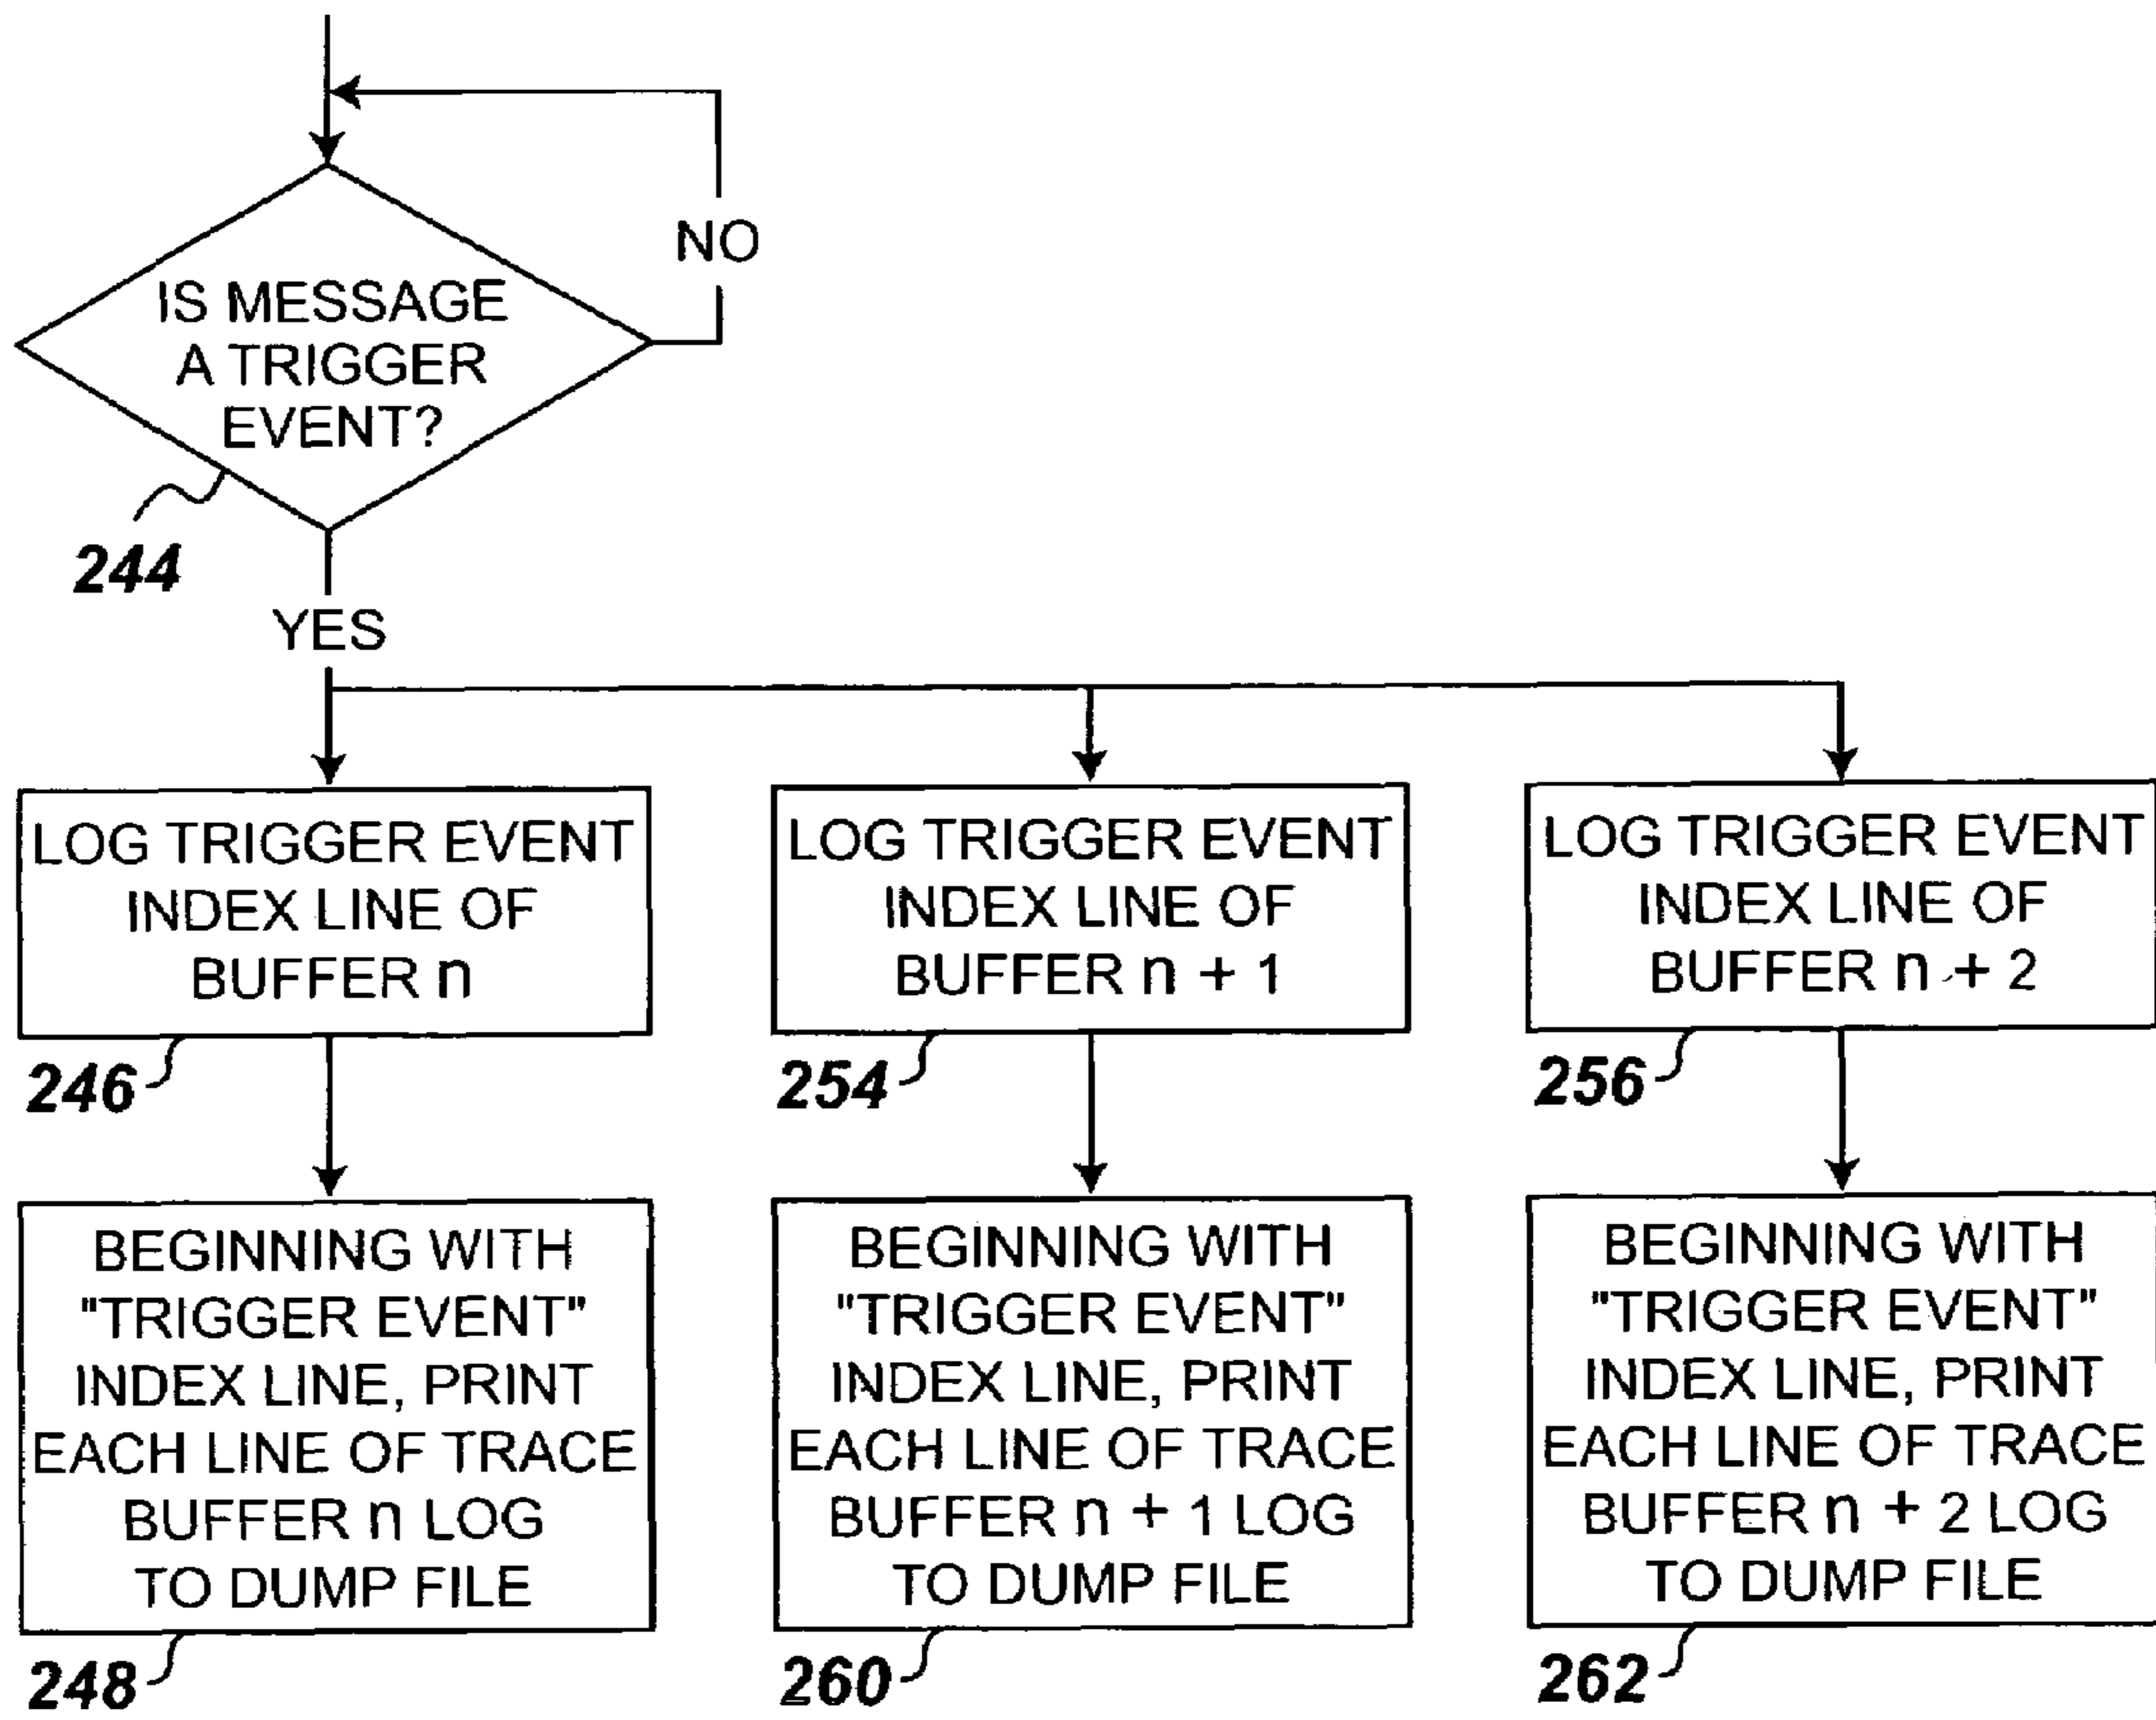 NO
IS MESSAGE
A TRIGGER
EVENT?
244
YES
LOG TRIGGER EVENT
INDEX LINE OF
BUFFER n
246
LOG TRIGGER EVENT
INDEX LINE OF
BUFFER n + 1
254
LOG TRIGGER EVENT
INDEX LINE OF
BUFFER n + 2
256
BEGINNING WITH
"TRIGGER EVENT"
INDEX LINE, PRINT
EACH LINE OF TRACE
BUFFER n LOG
TO DUMP FILE
248
BEGINNING WITH
"TRIGGER EVENT"
INDEX LINE, PRINT
EACH LINE OF TRACE
BUFFER n + 1 LOG
TO DUMP FILE
260
BEGINNING WITH
"TRIGGER EVENT"
INDEX LINE, PRINT
EACH LINE OF TRACE
BUFFER n + 2 LOG
TO DUMP FILE
262